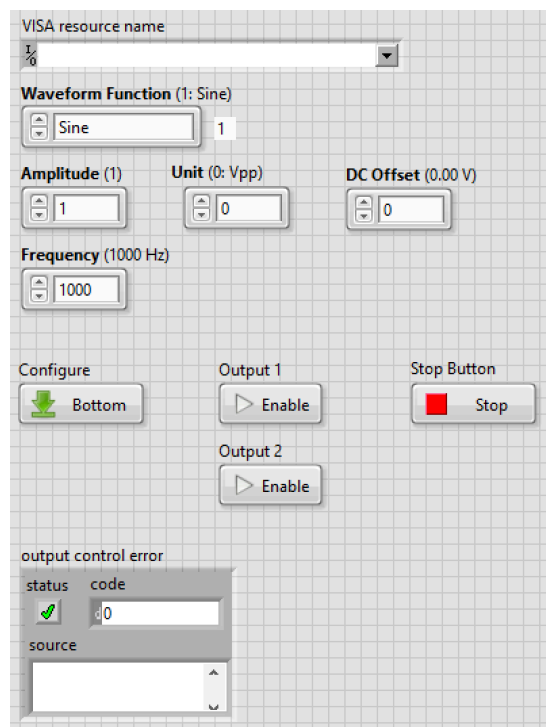 VISA resource name
I/O
Waveform Function (1: Sine)
Sine 1
Amplitude (1) Unit (0: Vpp) DC Offset (0.00 V)
1 0 0
Frequency (1000 Hz)
1000
Configure Output 1 Stop Button
Bottom Enable Stop
Output 2
Enable
output control error
status code
d 0
source